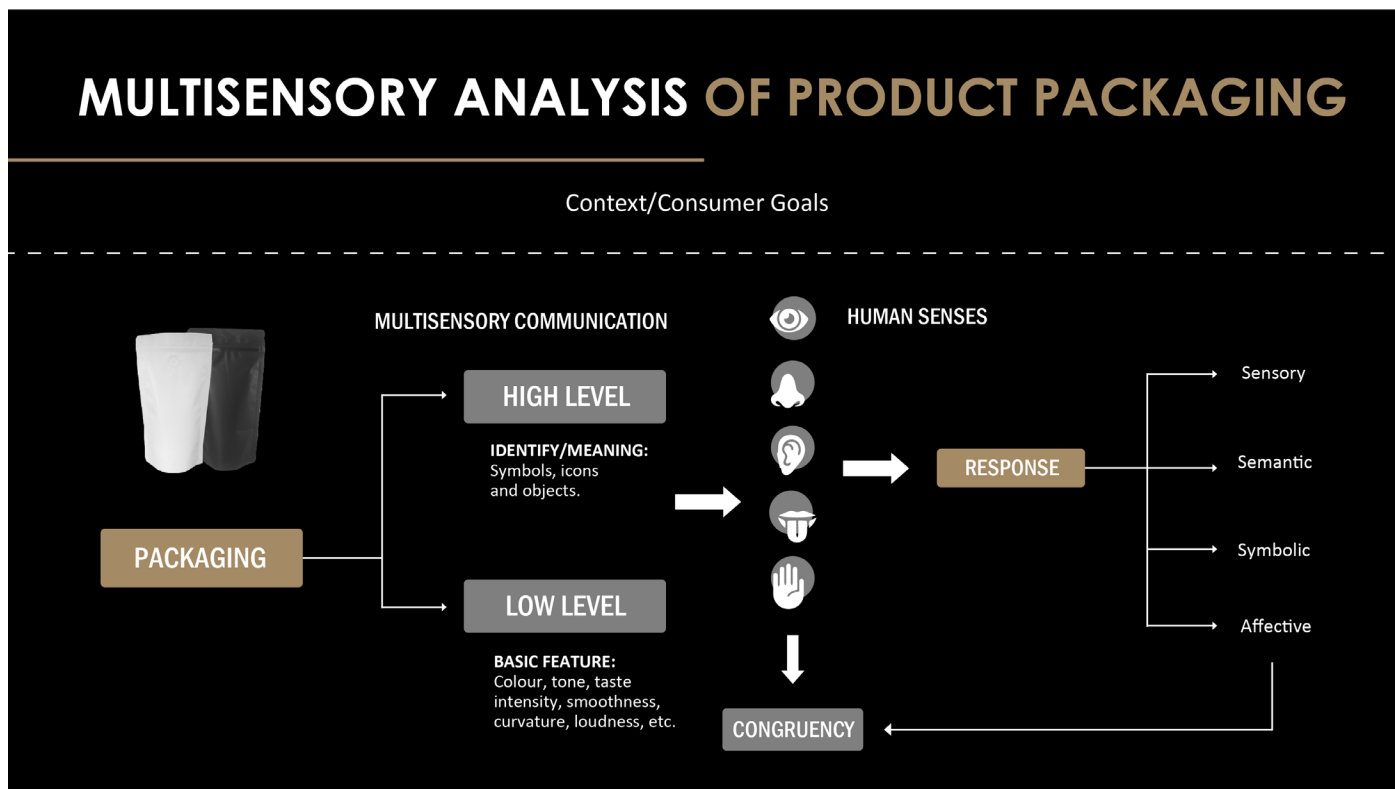 MULTISENSORY ANALYSIS OF PRODUCT PACKAGING
Context/Consumer Goals
MULTISENSORY COMMUNICATION
HUMAN SENSES
HIGH LEVEL
IDENTIFY/MEANING:
Symbols, icons
and objects.
PACKAGING
LOW LEVEL
BASIC FEATURE:
Colour, tone, taste
intensity, smoothness,
curvature, loudness, etc.
RESPONSE
Sensory
Semantic
Symbolic
Affective
CONGRUENCY